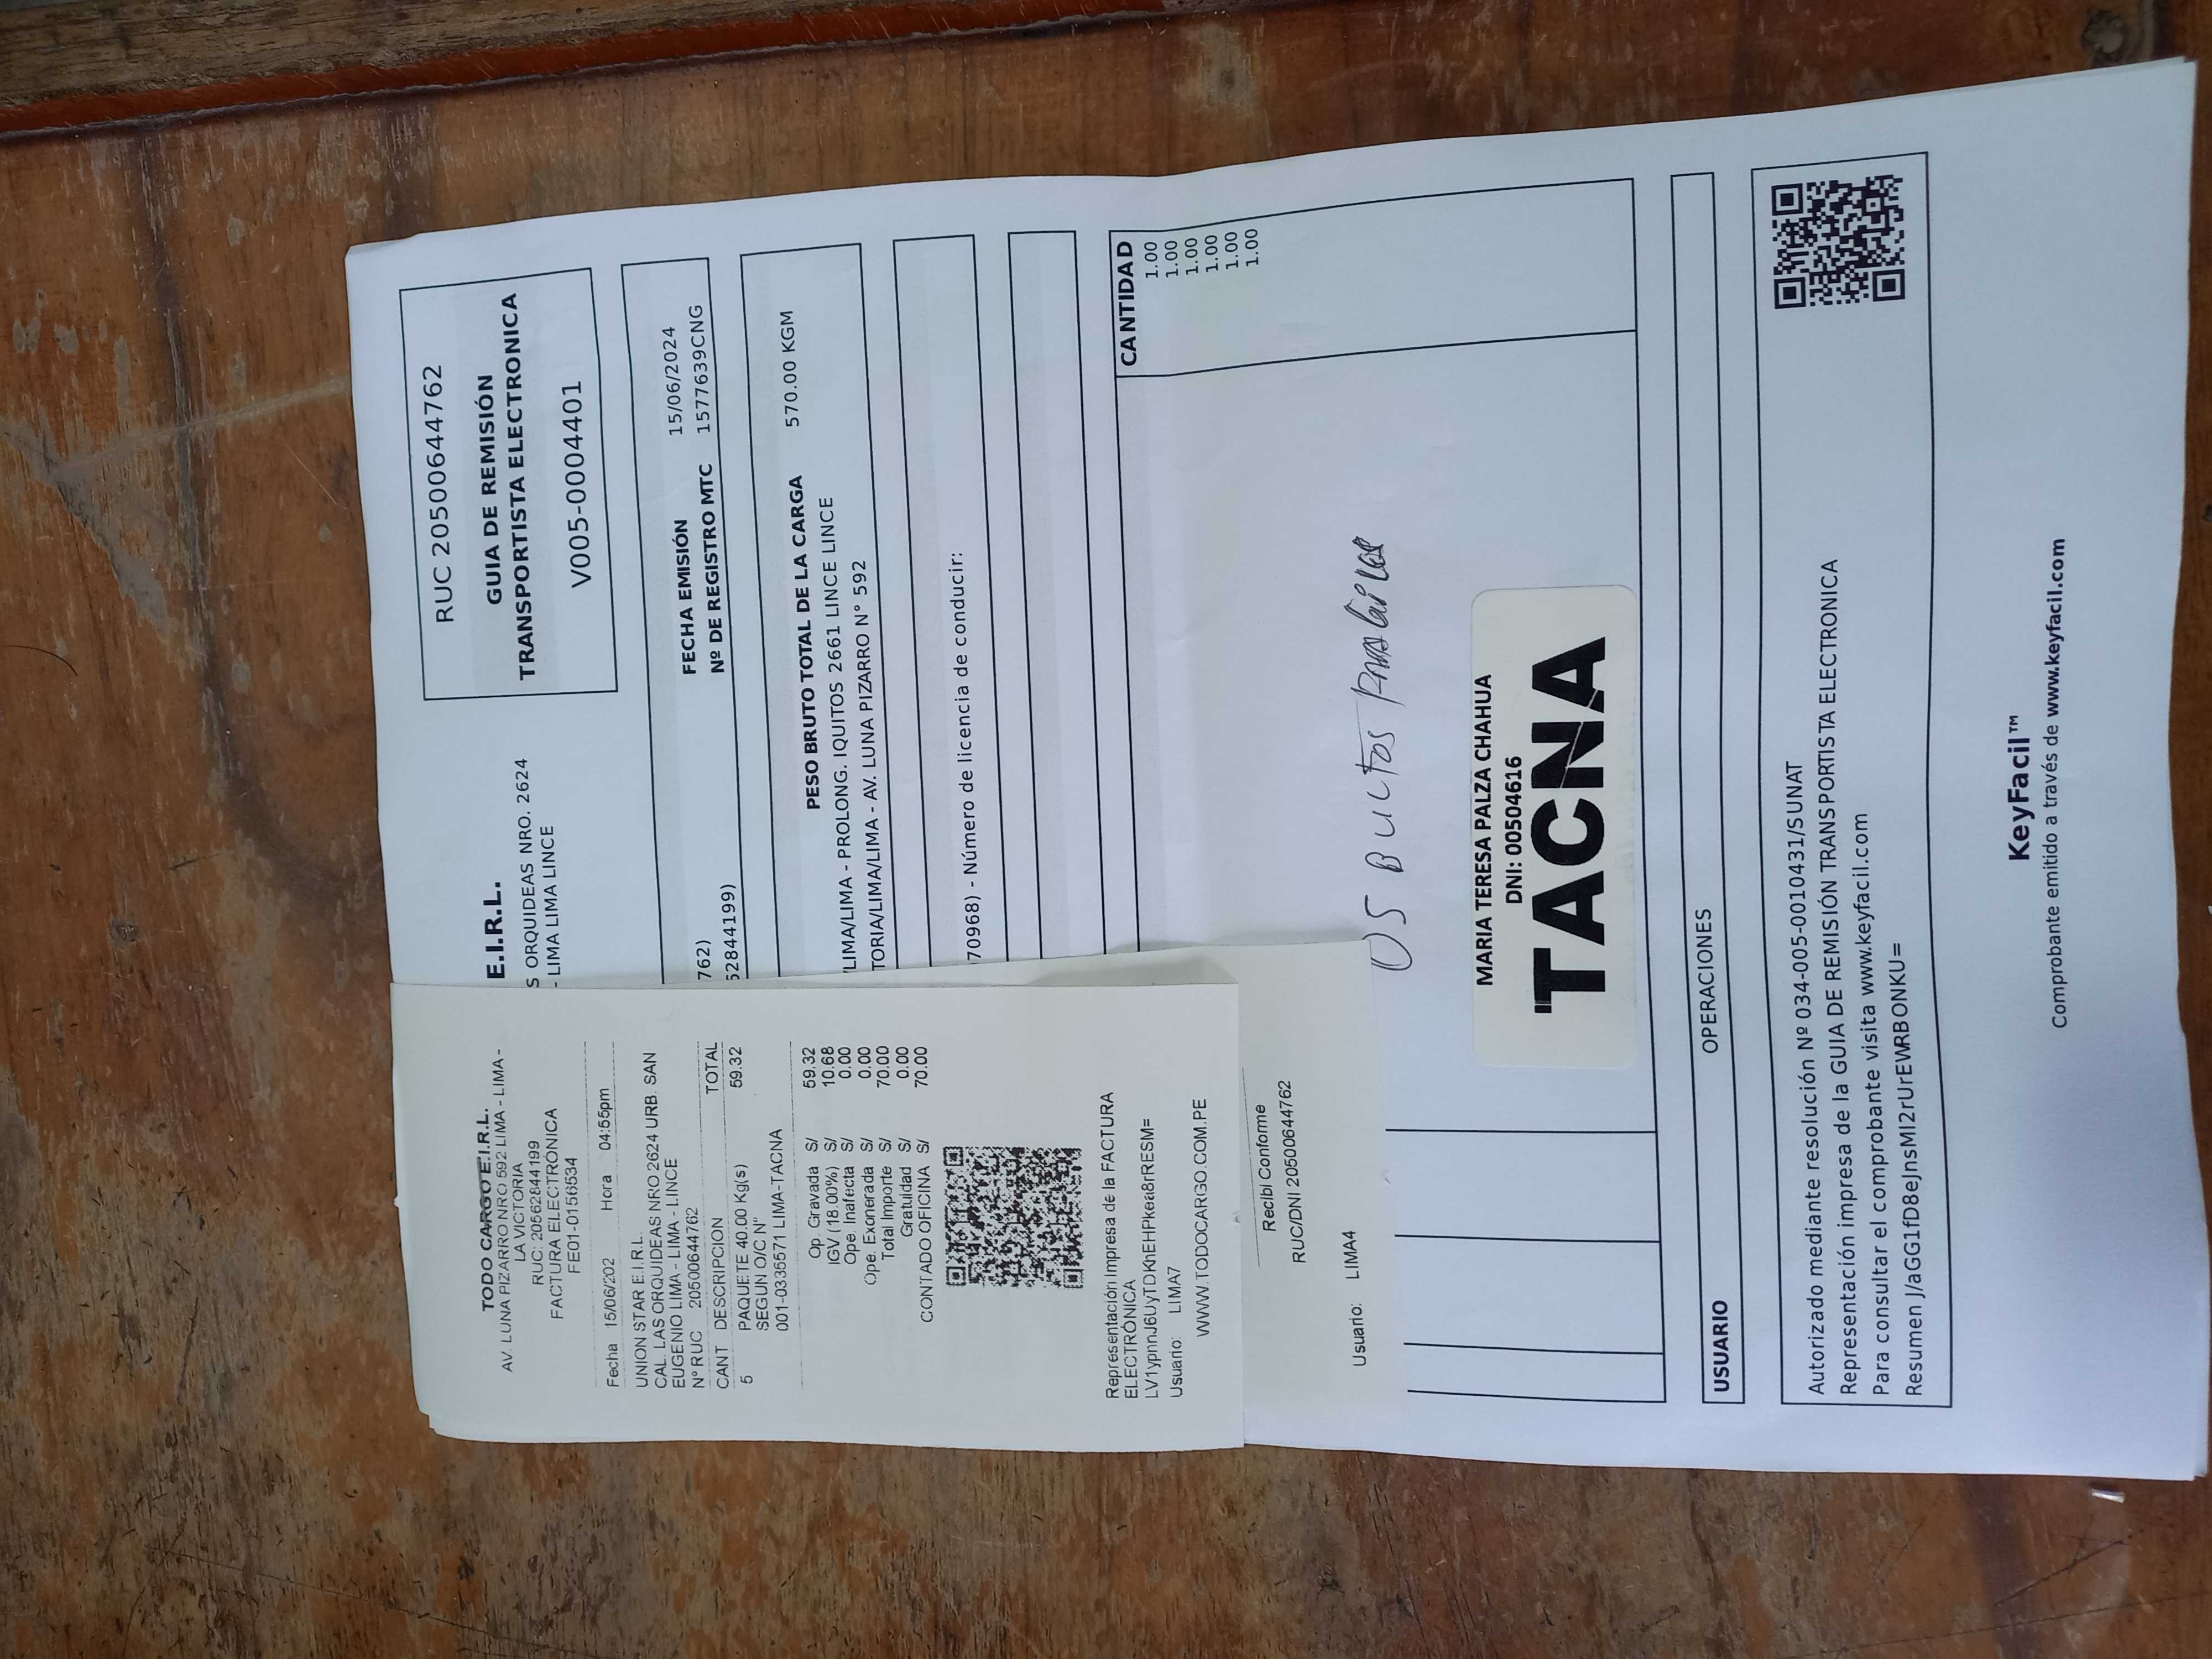 TODO CARGO E.I.R.L.
AV. LUNA PIZARRO NRO 592 LIMA - LIMA -
LA VICTORIA
RUC: 20562844199
FACTURA ELECTRÓNICA
FE01-0156534
Fecha 15/06/202 Hora 04:55pm
UNION STAR E.I.R.L.
CAL. LAS ORQUIDEAS NRO 2624 URB. SAN
EUGENIO LIMA - LIMA - LINCE
Nº RUC 20500644762
CANT DESCRIPCION TOTAL
5 PAQUETE 40.00 Kg(s) 59.32
SEGUN O/C Nº
001-0335571 LIMA-TACNA
Op. Gravada S/ 59.32
IGV (18.00%) S/ 10.68
Ope. Inafecta S/ 0.00
Ope. Exonerada S/ 0.00
Total Importe S/ 70.00
Gratuidad S/ 0.00
CONTADO OFICINA S/ 70.00
Representación Impresa de la FACTURA
ELECTRÓNICA
LV1ypnnJ6UyTDKhEHPkea8rRESM=
Usuario: LIMA7
WWW.TODOCARGO.COM.PE
Recibi Conforme
RUC/DNI 20500644762
Usuario: LIMA4
E.I.R.L.
S ORQUIDEAS NRO. 2624
- LIMA LIMA LINCE
RUC 20500644762
GUIA DE REMISIÓN
TRANSPORTISTA ELECTRONICA
V005-0004401
FECHA EMISIÓN 15/06/2024
762) Nº DE REGISTRO MTC 1577639CNG
52844199)
PESO BRUTO TOTAL DE LA CARGA 570.00 KGM
/LIMA/LIMA - PROLONG. IQUITOS 2661 LINCE LINCE
TORIA/LIMA/LIMA - AV. LUNA PIZARRO N° 592
70968) - Número de licencia de conducir:
CANTIDAD
1.00
1.00
1.00
1.00
1.00
1.00
05 Bultos
MARIA TERESA PALZA CHAHUA
DNI: 00504616
TACNA
USUARIO OPERACIONES
Autorizado mediante resolución Nº 034-005-0010431/SUNAT
Representación impresa de la GUIA DE REMISIÓN TRANSPORTISTA ELECTRONICA
Para consultar el comprobante visita www.keyfacil.com
Resumen J/aGG1fD8eJnsMI2rUrEWRBONKU=
KeyFacil™
Comprobante emitido a través de www.keyfacil.com